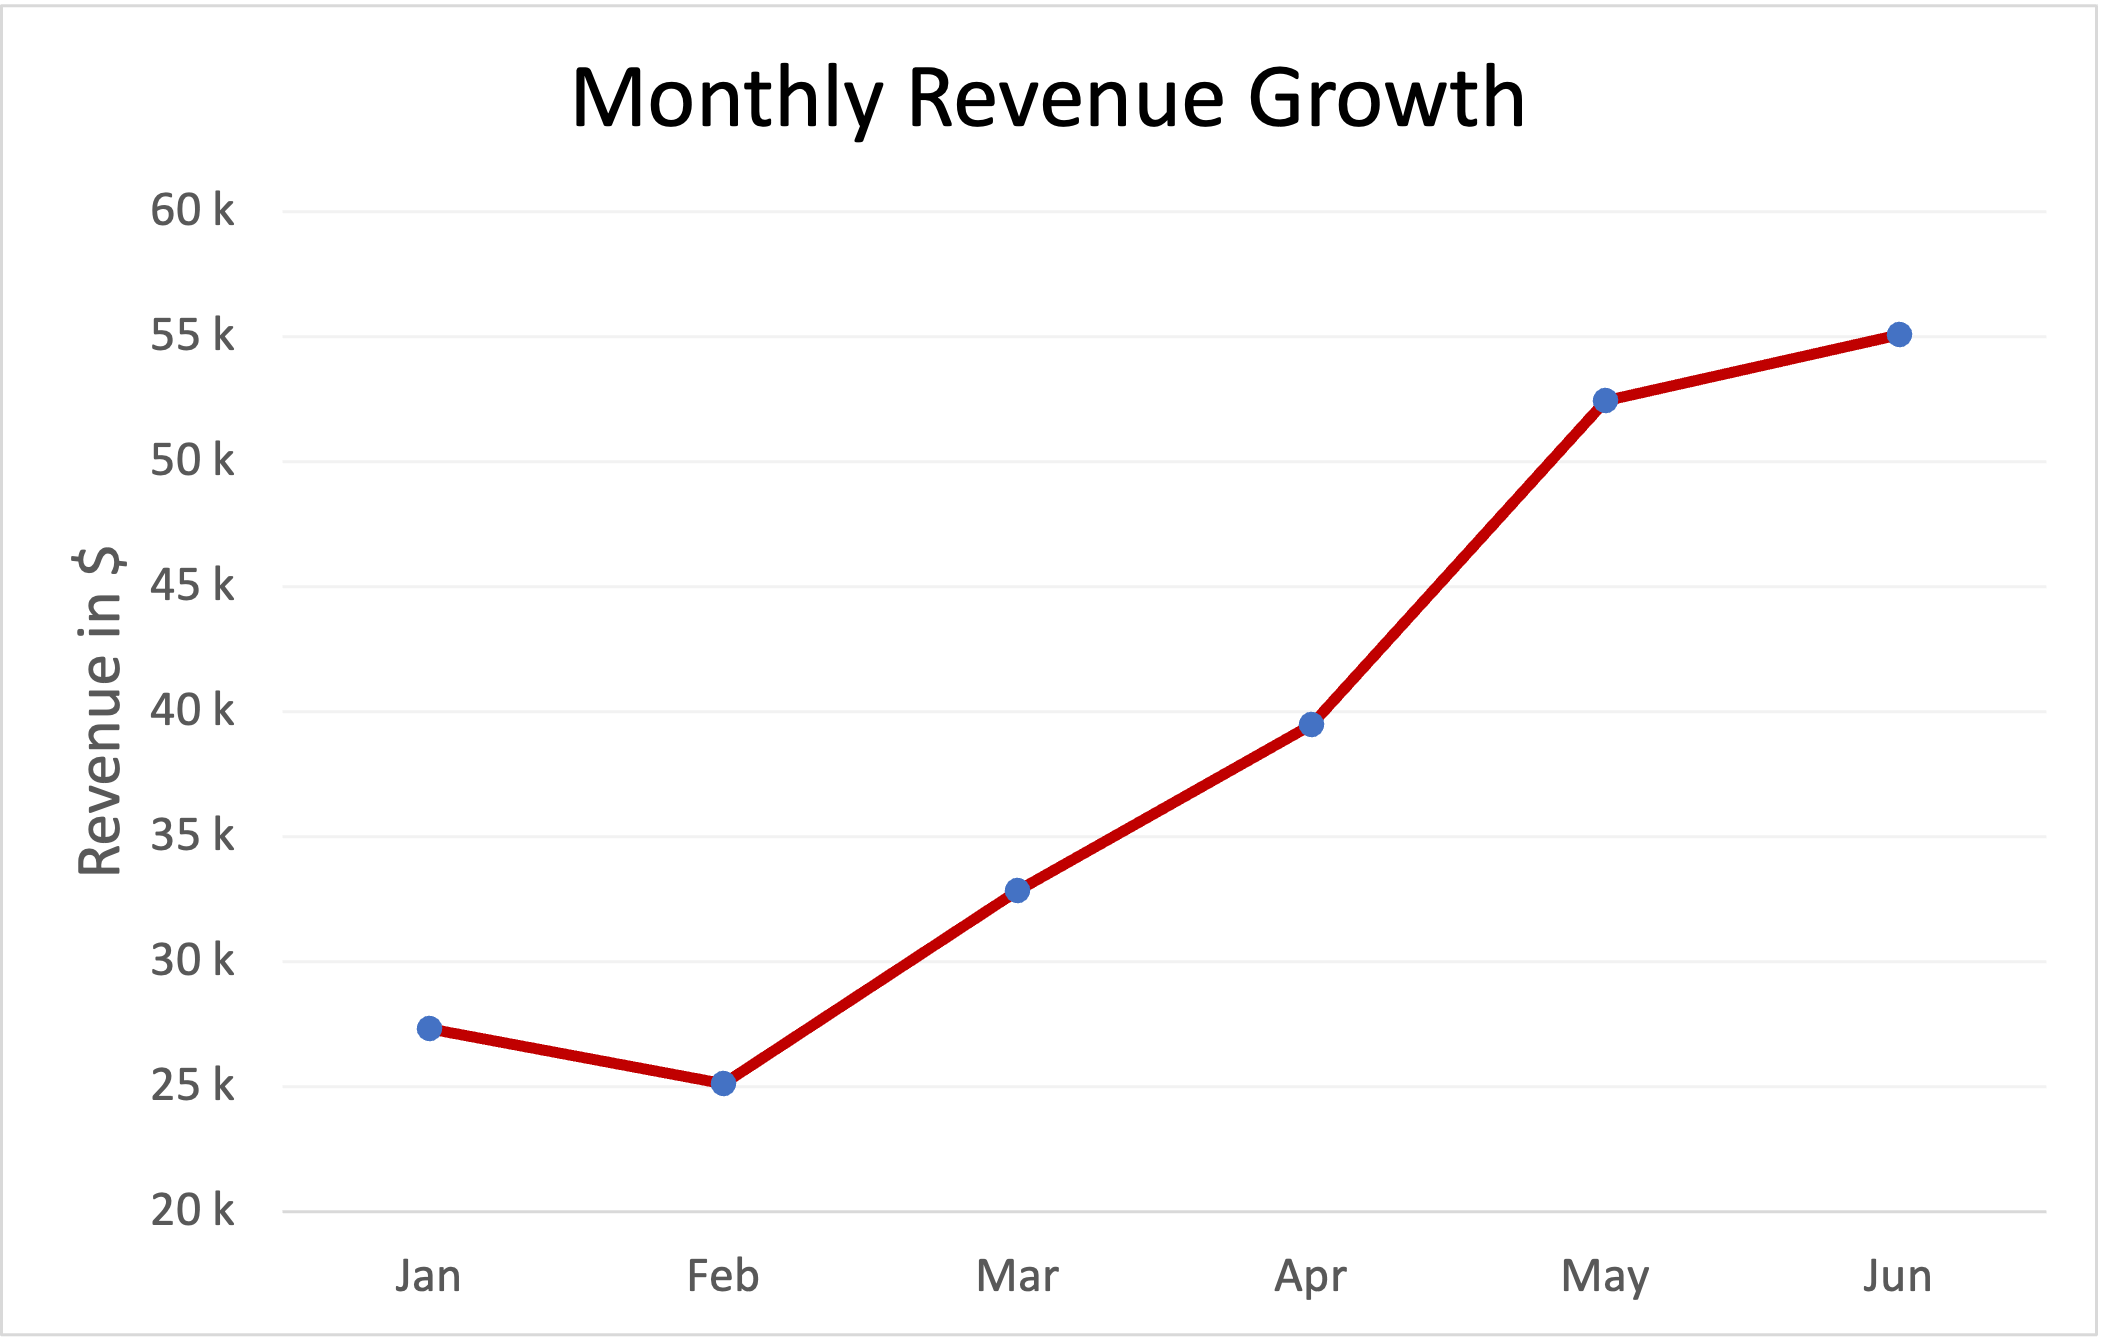 Monthly Revenue Growth
Revenue in $
60 k
55 k
50 k
45 k
40 k
35 k
30 k
25 k
20 k
Jan Feb Mar Apr May Jun